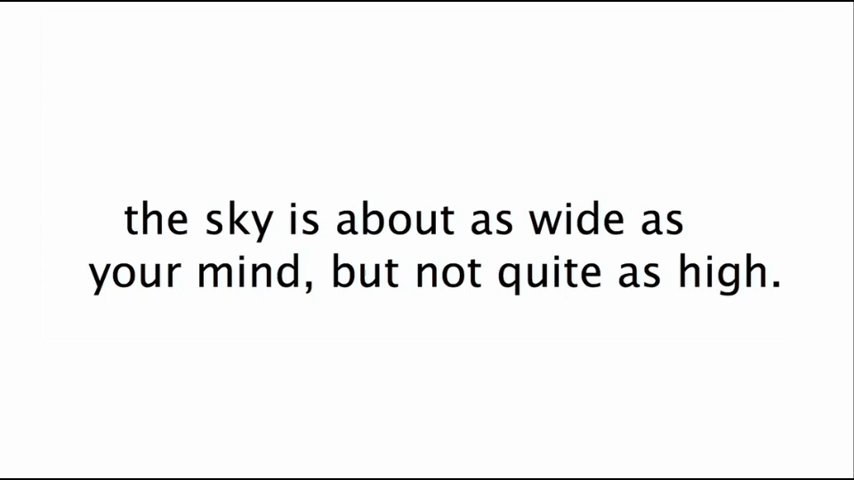 the sky is about as wide as
your mind, but not quite as high.